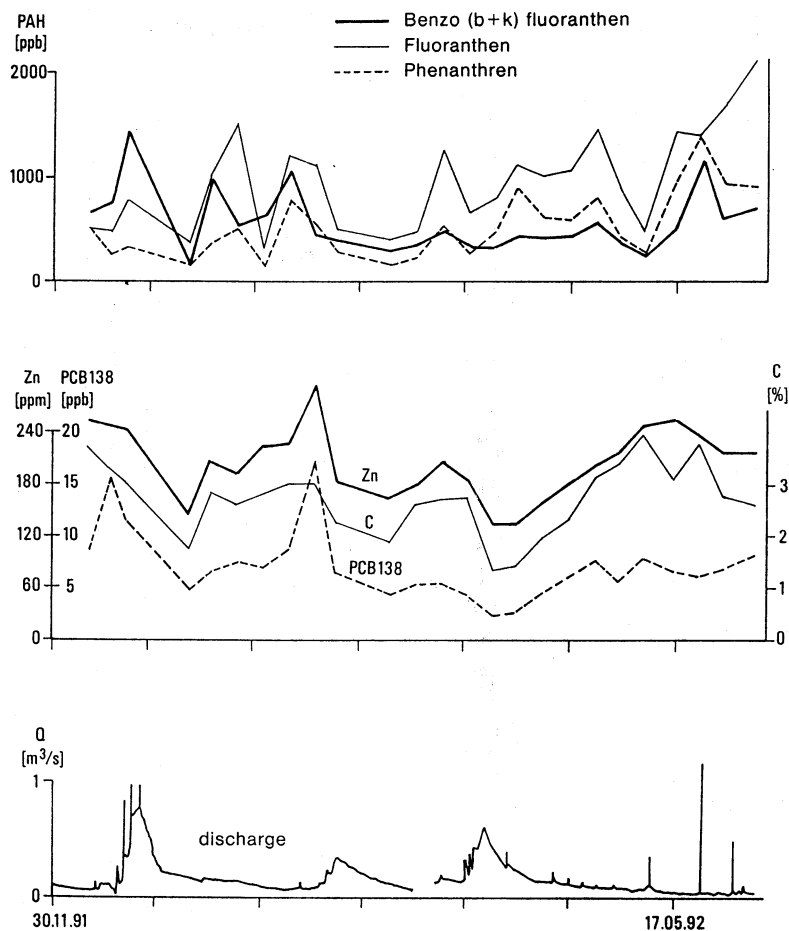 PAH
[ppb]
Benzo (b+k) fluoranthen
Fluoranthen
Phenanthren
2000
1000
0
Zn PCB138
[ppm] [ppb]
C
[%]
240 20
180 15
3
Zn
C
120 10
2
PCB138
60 5
1
0
0
Q
[m³/s]
1
discharge
0
30.11.91
17.05.92